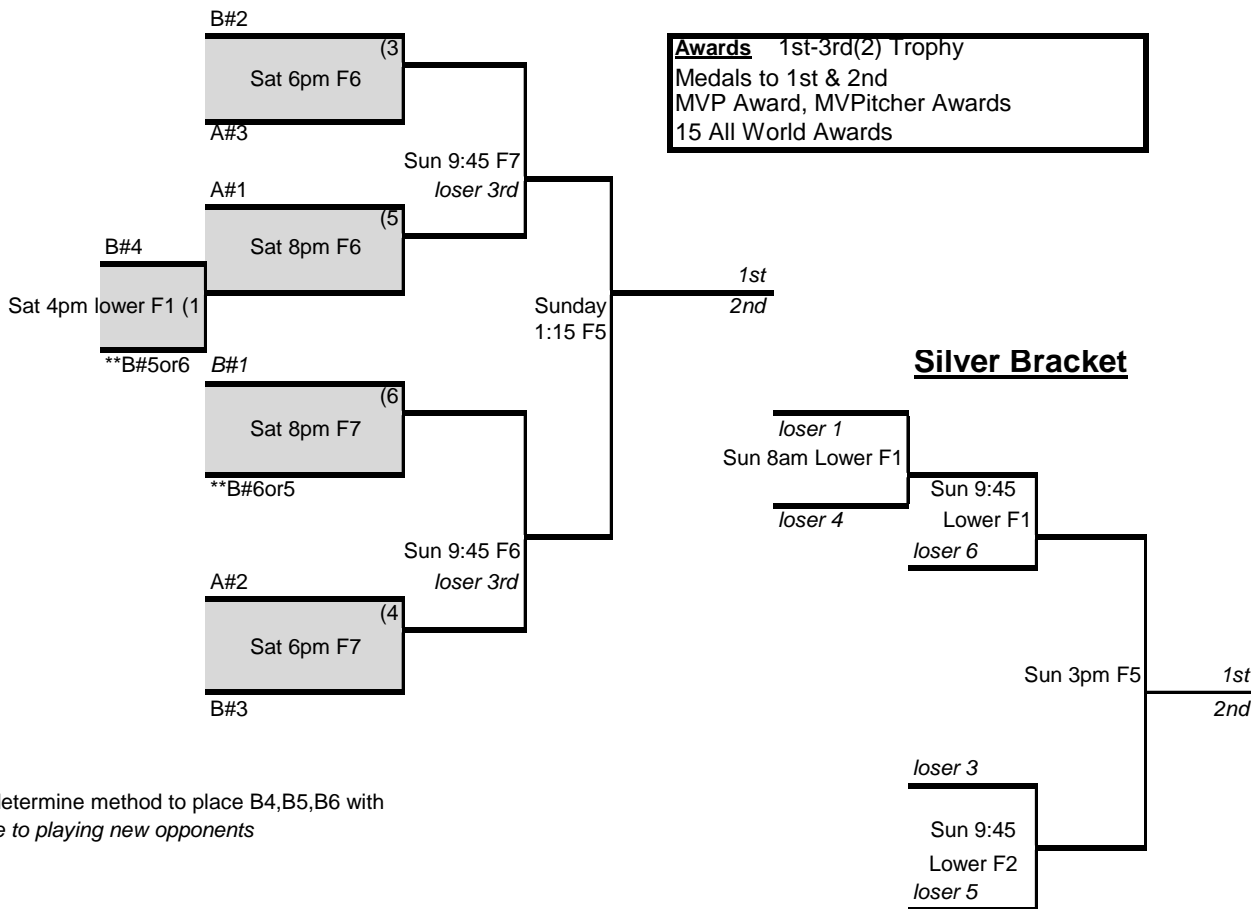 B#2
(3
Sat 6pm F6
A#3
Awards 1st-3rd(2) Trophy
Medals to 1st & 2nd
MVP Award, MVPitcher Awards
15 All World Awards
Sun 9:45 F7
loser 3rd
A#1
(5
Sat 8pm F6
B#4
Sat 4pm lower F1 (1
**B#5or6
1st
2nd
Sunday
1:15 F5
B#1
(6
Sat 8pm F7
**B#6or5
Sun 9:45 F6
loser 3rd
A#2
(4
Sat 6pm F7
B#3
Silver Bracket
loser 1
Sun 8am Lower F1
loser 4
Sun 9:45
Lower F1
loser 6
Sun 3pm F5
1st
2nd
loser 3
Sun 9:45
Lower F2
loser 5
determine method to place B4,B5,B6 with
e to playing new opponents